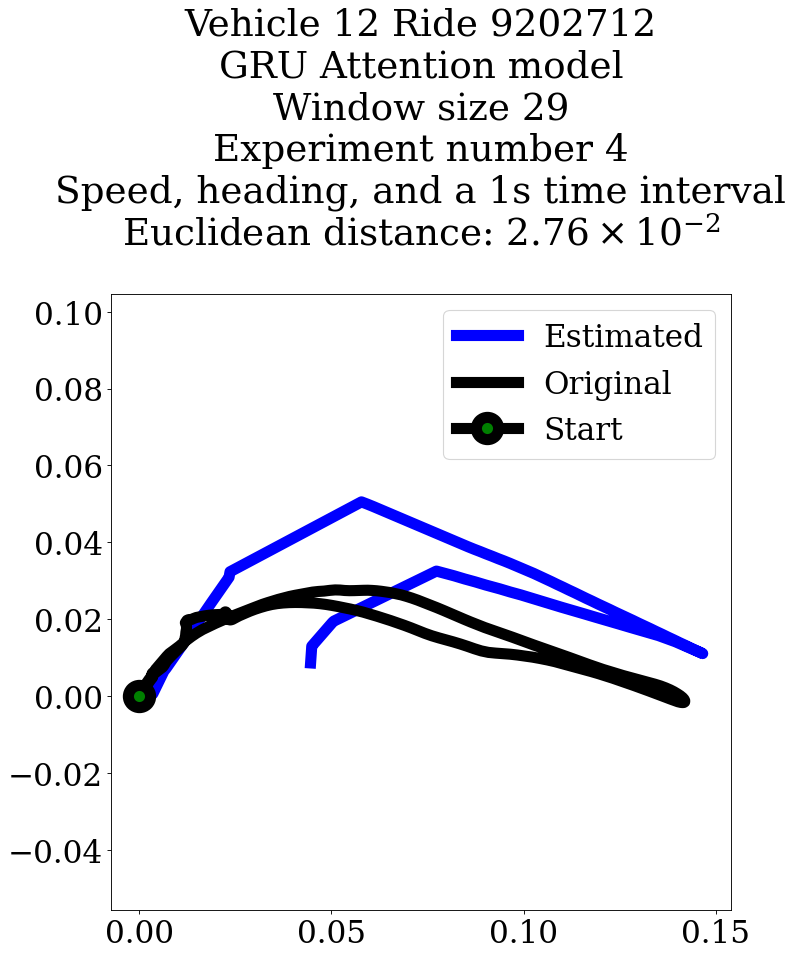 Vehicle 12 Ride 9202712
GRU Attention model
Window size 29
Experiment number 4
Speed, heading, and a 1s time interval
Euclidean distance: 2.76 × 10⁻²
Estimated
Original
Start
0.10
0.08
0.06
0.04
0.02
0.00
−0.02
−0.04
0.00 0.05 0.10 0.15